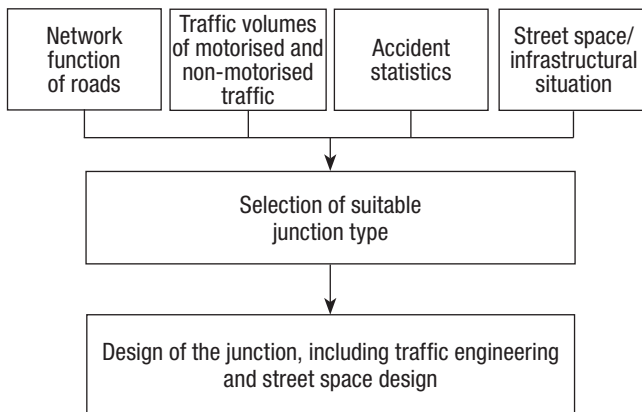 Network
function
of roads
Traffic volumes
of motorised and
non-motorised
traffic
Accident
statistics
Street space/
infrastructural
situation
Selection of suitable
junction type
Design of the junction, including traffic engineering
and street space design